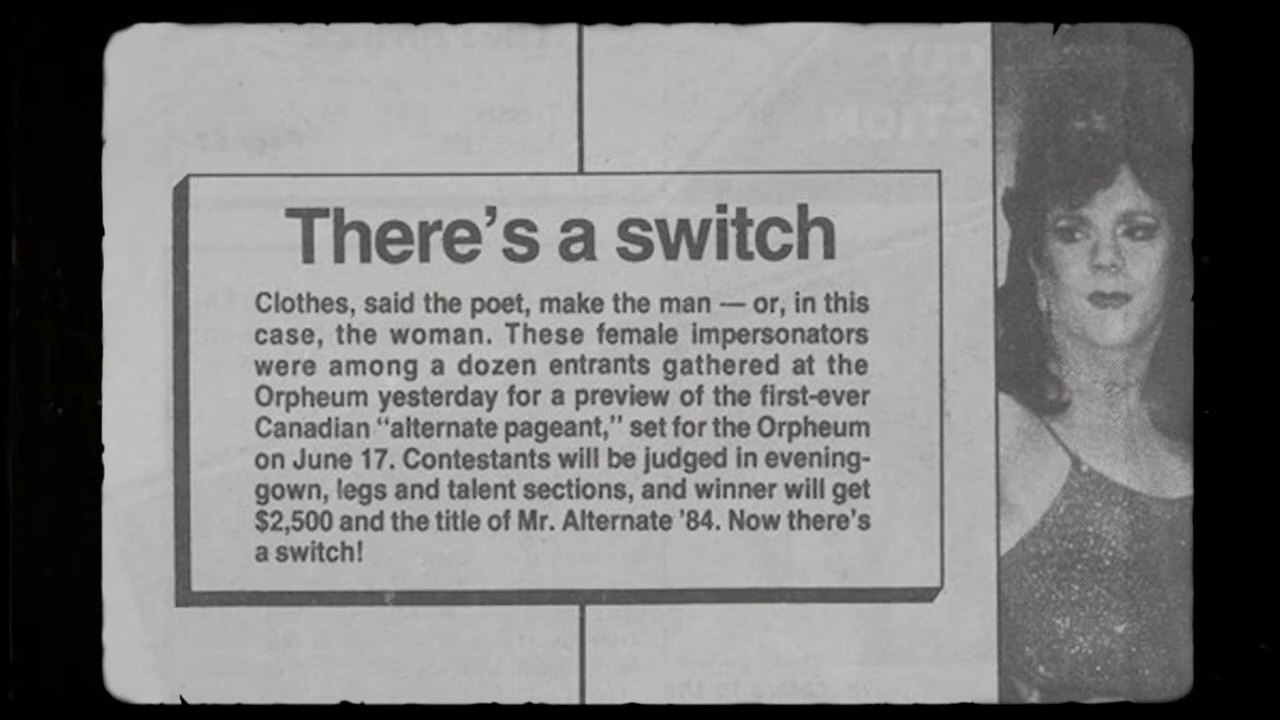 There's a switch
Clothes, said the poet, make the man — or, in this
case, the woman. These female impersonators
were among a dozen entrants gathered at the
Orpheum yesterday for a preview of the first-ever
Canadian “alternate pageant,” set for the Orpheum
on June 17. Contestants will be judged in evening-
gown, legs and talent sections, and winner will get
$2,500 and the title of Mr. Alternate ’84. Now there’s
a switch!